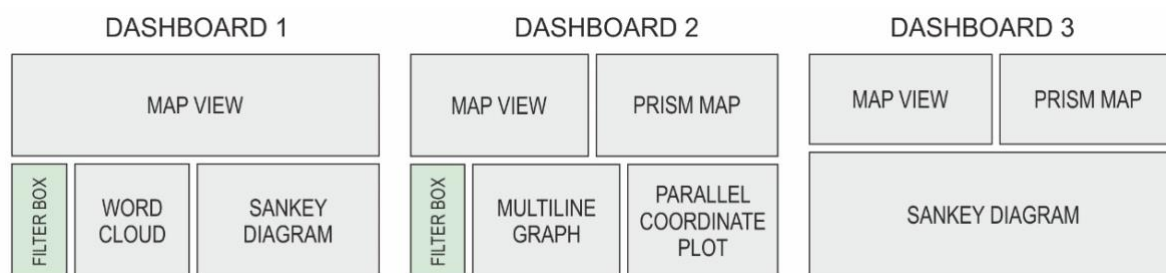 DASHBOARD 1
MAP VIEW
FILTER BOX
WORD
CLOUD
SANKEY
DIAGRAM
DASHBOARD 2
MAP VIEW
PRISM MAP
FILTER BOX
MULTILINE
GRAPH
PARALLEL
COORDINATE
PLOT
DASHBOARD 3
MAP VIEW
PRISM MAP
SANKEY DIAGRAM